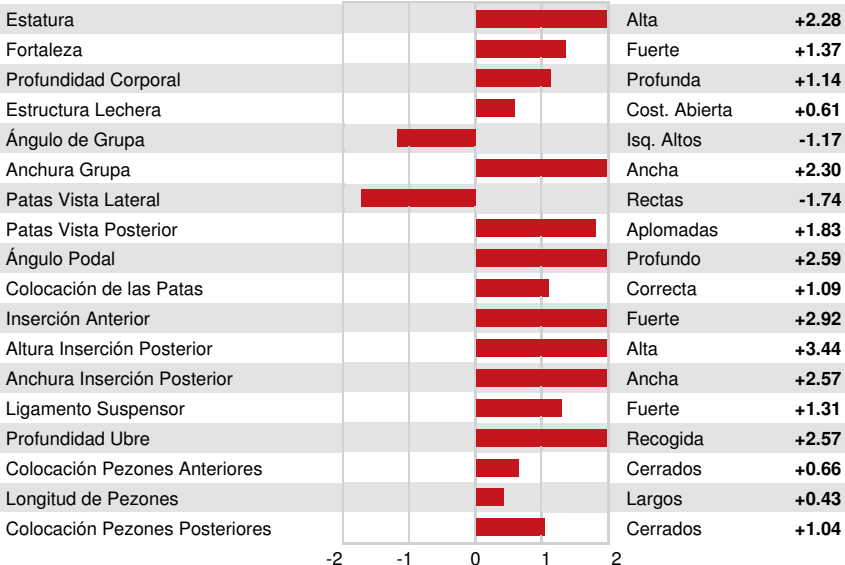 Estatura Alta +2.28
Fortaleza Fuerte +1.37
Profundidad Corporal Profunda +1.14
Estructura Lechera Cost. Abierta +0.61
Ángulo de Grupa Isq. Altos -1.17
Anchura Grupa Ancha +2.30
Patas Vista Lateral Rectas -1.74
Patas Vista Posterior Aplomadas +1.83
Ángulo Podal Profundo +2.59
Colocación de las Patas Correcta +1.09
Inserción Anterior Fuerte +2.92
Altura Inserción Posterior Alta +3.44
Anchura Inserción Posterior Ancha +2.57
Ligamento Suspensor Fuerte +1.31
Profundidad Ubre Recogida +2.57
Colocación Pezones Anteriores Cerrados +0.66
Longitud de Pezones Largos +0.43
Colocación Pezones Posteriores Cerrados +1.04
-2 -1 0 1 2